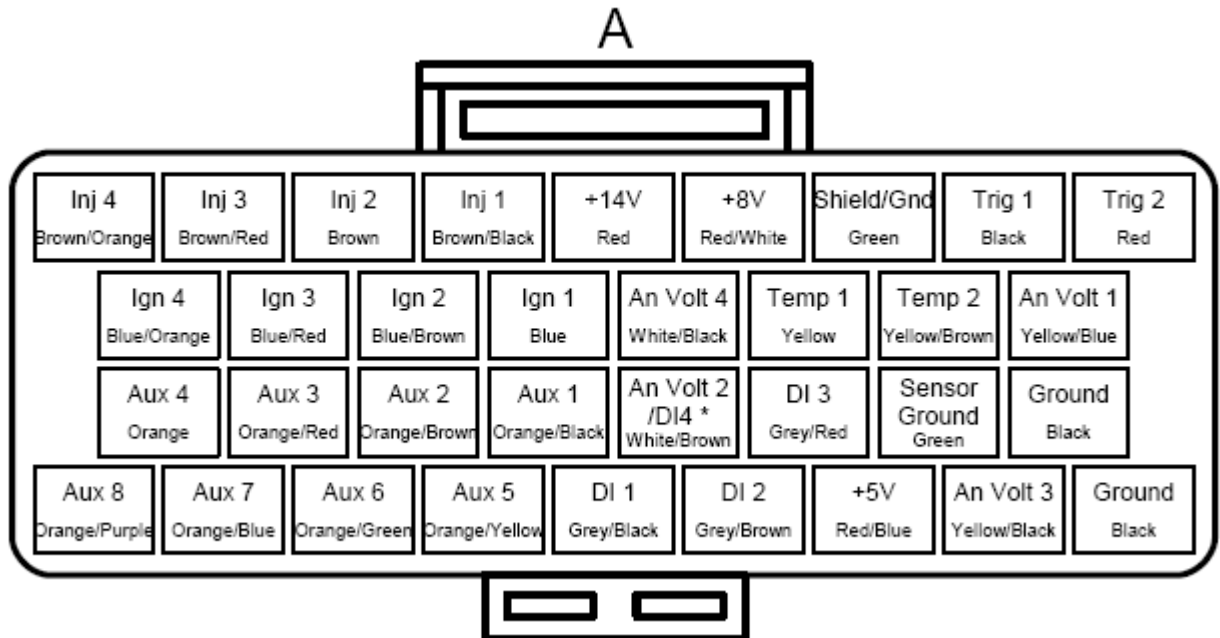 A
Inj 4 Inj 3 Inj 2 Inj 1 +14V +8V Shield/Gnd Trig 1 Trig 2
Brown/Orange Brown/Red Brown Brown/Black Red Red/White Green Black Red
Ign 4 Ign 3 Ign 2 Ign 1 An Volt 4 Temp 1 Temp 2 An Volt 1
Blue/Orange Blue/Red Blue/Brown Blue White/Black Yellow Yellow/Brown Yellow/Blue
Aux 4 Aux 3 Aux 2 Aux 1 An Volt 2 /DI4 * DI 3 Sensor Ground Ground
Orange Orange/Red Orange/Brown Orange/Black White/Brown Grey/Red Green Black
Aux 8 Aux 7 Aux 6 Aux 5 DI 1 DI 2 +5V An Volt 3 Ground
Orange/Purple Orange/Blue Orange/Green Orange/Yellow Grey/Black Grey/Brown Red/Blue Yellow/Black Black